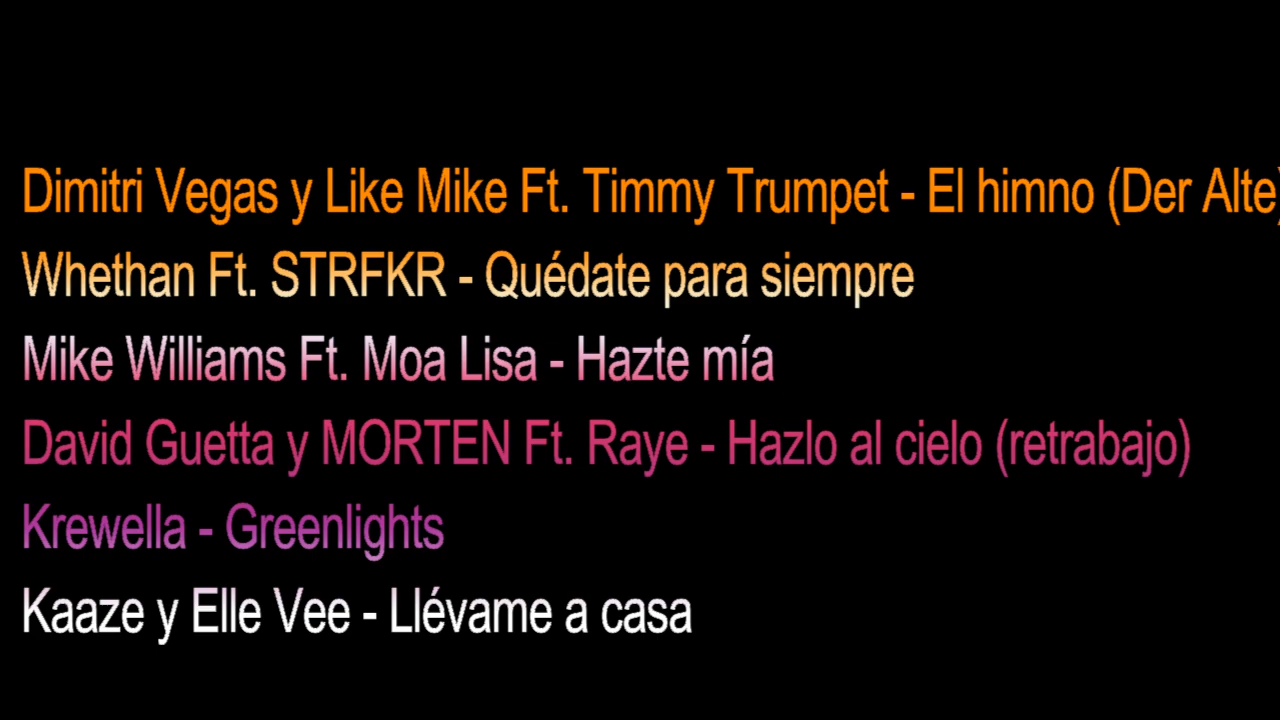 Dimitri Vegas y Like Mike Ft. Timmy Trumpet - El himno (Der Alte)
Whethan Ft. STRFKR - Quédate para siempre
Mike Williams Ft. Moa Lisa - Hazte mía
David Guetta y MORTEN Ft. Raye - Hazlo al cielo (retrabajo)
Krewella - Greenlights
Kaaze y Elle Vee - Llévame a casa